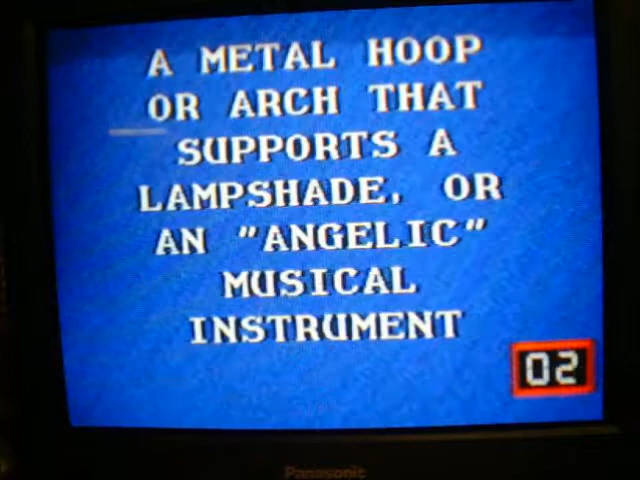 A METAL HOOP
OR ARCH THAT
SUPPORTS A
LAMPSHADE, OR
AN "ANGELIC"
MUSICAL
INSTRUMENT
02
Panasonic